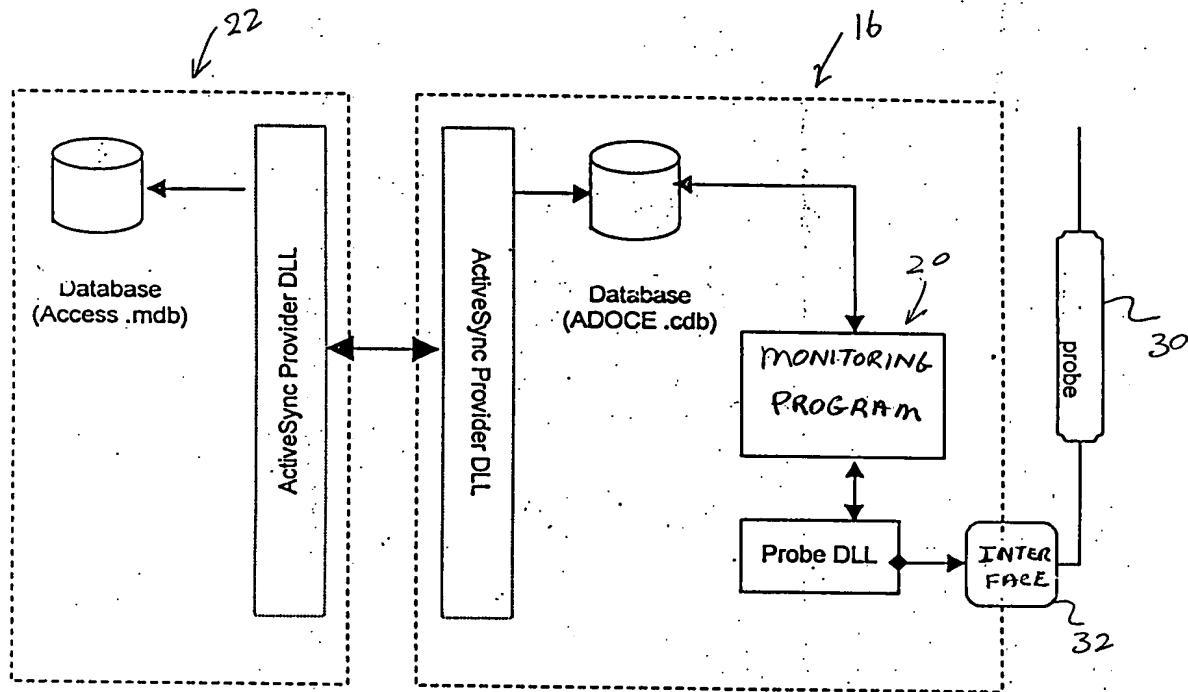 22
16
Database
(Access .mdb)
ActiveSync Provider DLL
ActiveSync Provider DLL
Database
(ADOCE .cdb)
20
MONITORING
PROGRAM
probe
30
Probe DLL
INTER
FACE
32